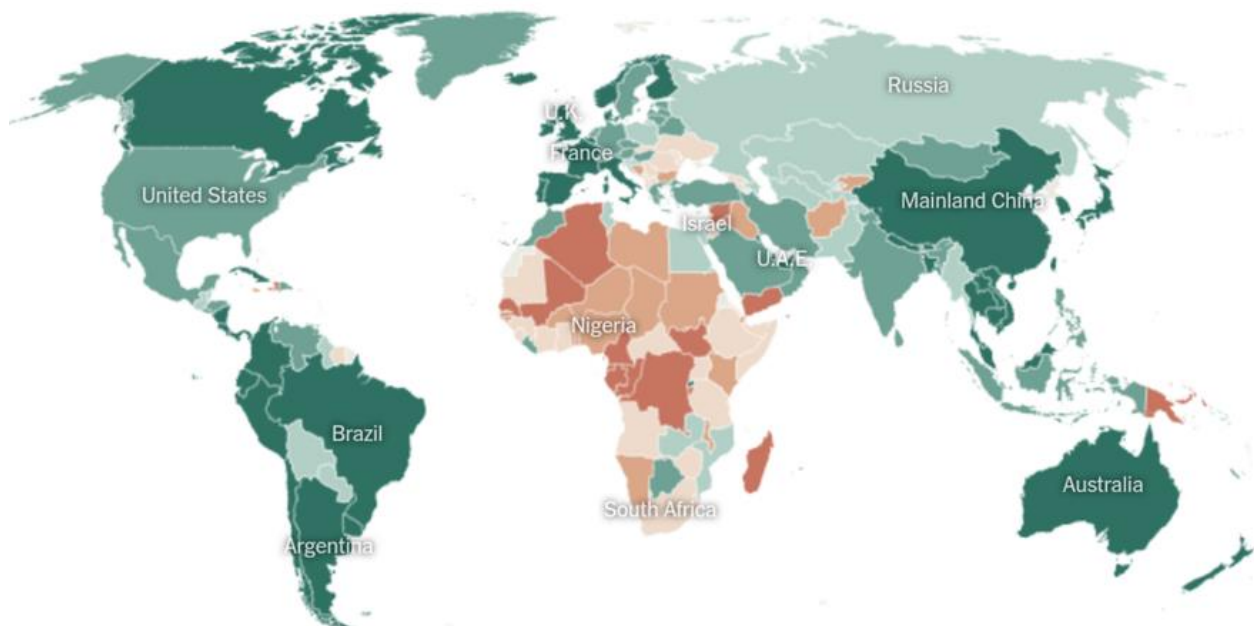 Russia
U.K.
France
United States
Mainland China
Israel
U.A.E.
Nigeria
Brazil
Australia
South Africa
Argentina